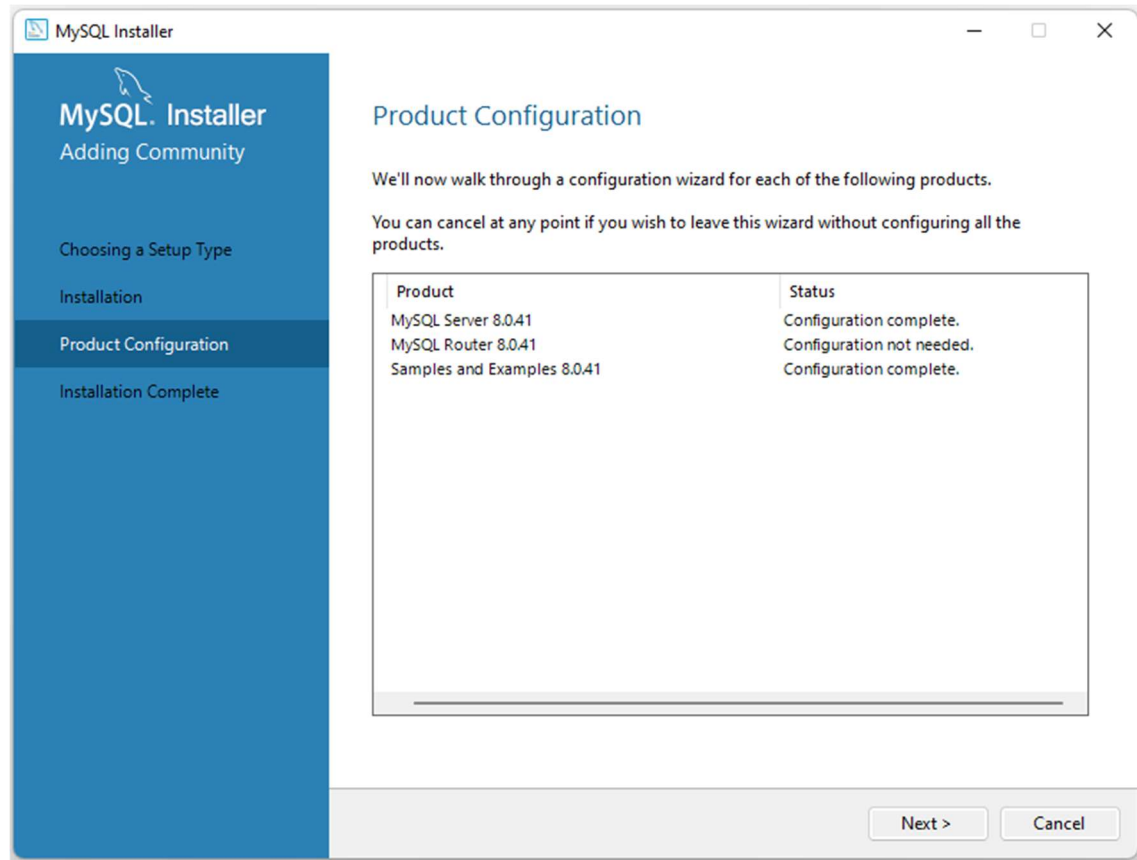 MySQL Installer
MySQL. Installer
Adding Community
Choosing a Setup Type
Installation
Product Configuration
Installation Complete
Product Configuration
We'll now walk through a configuration wizard for each of the following products.
You can cancel at any point if you wish to leave this wizard without configuring all the
products.
Product Status
MySQL Server 8.0.41 Configuration complete.
MySQL Router 8.0.41 Configuration not needed.
Samples and Examples 8.0.41 Configuration complete.
Next > Cancel